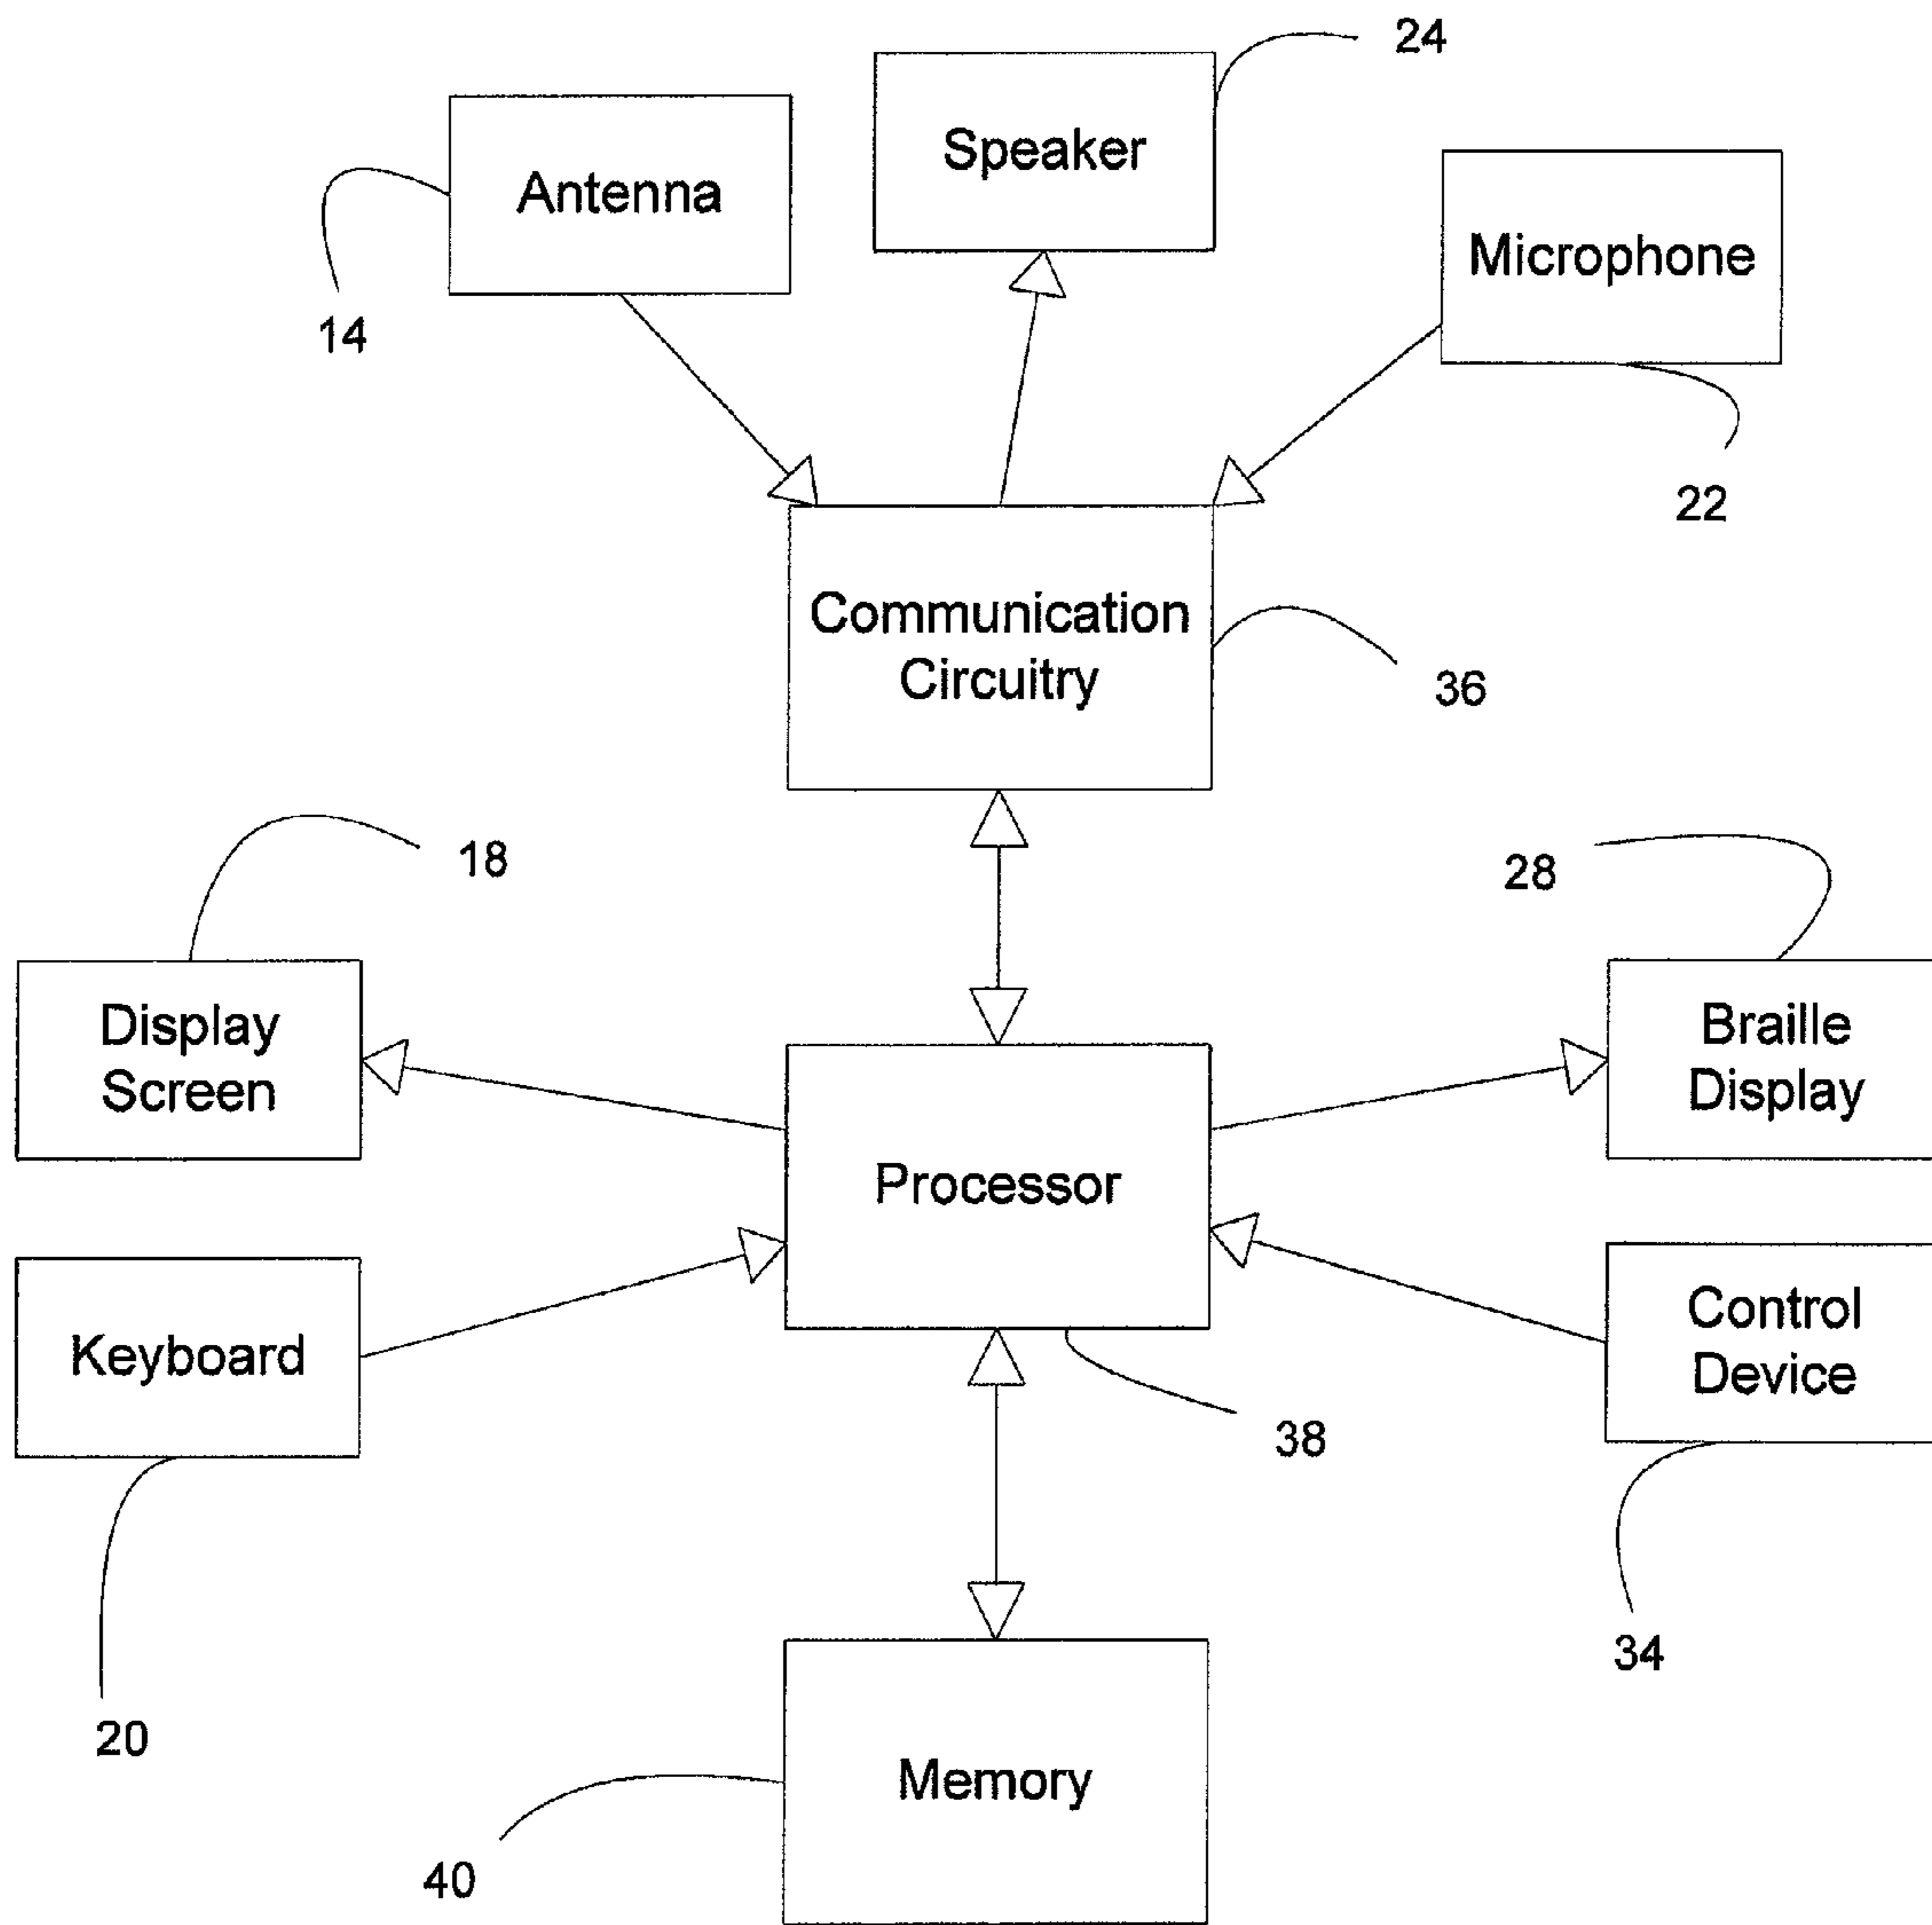 24
Speaker
Antenna
Microphone
14
22
Communication
Circuitry
36
18
28
Display
Screen
Braille
Display
Processor
Keyboard
Control
Device
38
34
20
Memory
40